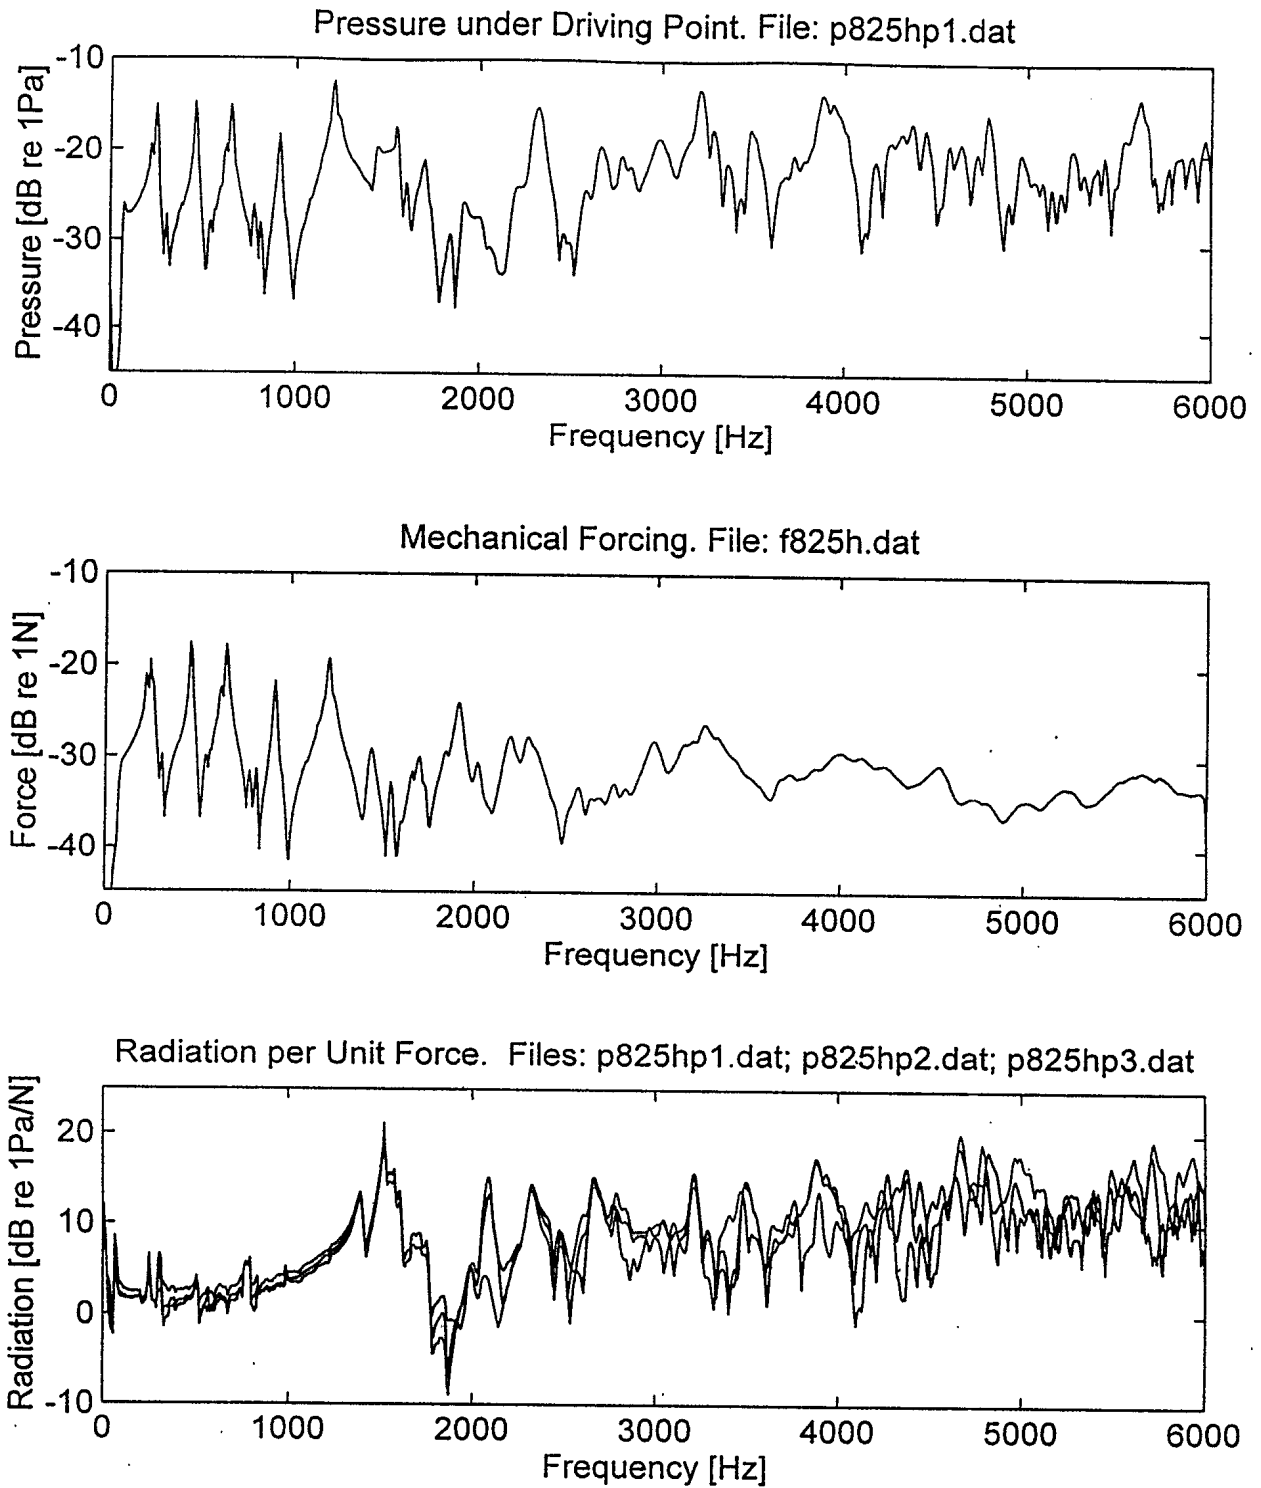 Pressure under Driving Point. File: p825hp1.dat
Pressure [dB re 1Pa]
-10
-20
-30
-40
0 1000 2000 3000 4000 5000 6000
Frequency [Hz]
Mechanical Forcing. File: f825h.dat
Force [dB re 1N]
-10
-20
-30
-40
0 1000 2000 3000 4000 5000 6000
Frequency [Hz]
Radiation per Unit Force. Files: p825hp1.dat; p825hp2.dat; p825hp3.dat
Radiation [dB re 1Pa/N]
20
10
0
-10
0 1000 2000 3000 4000 5000 6000
Frequency [Hz]